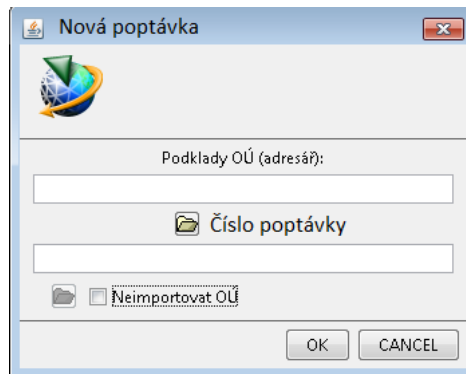 Nová poptávka
Podklady OÚ (adresář):
Číslo poptávky
Neimportovat OÚ
OK CANCEL